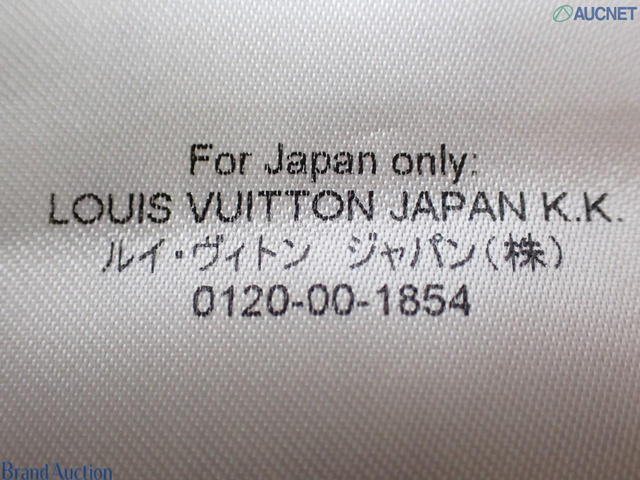 AUCNET
For Japan only:
LOUIS VUITTON JAPAN K.K.
ルイ・ヴィトン　ジャパン(株)
0120-00-1854
Brand Auction